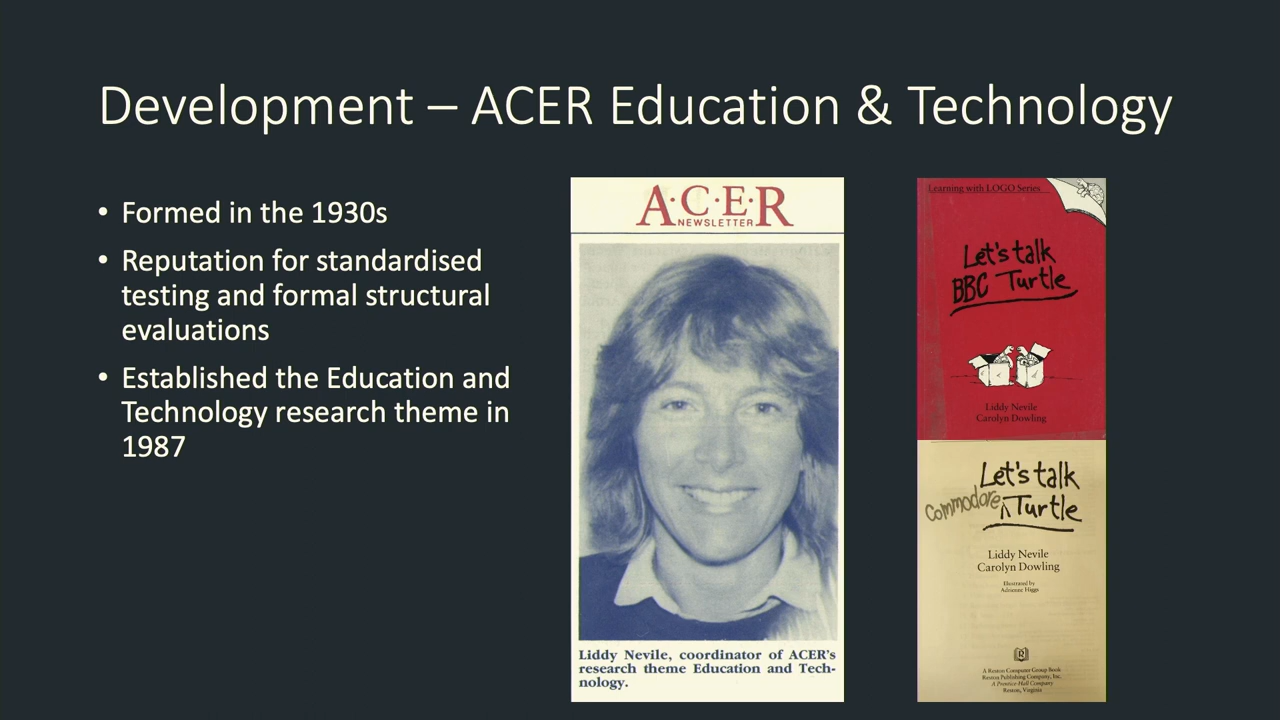 Development – ACER Education & Technology
• Formed in the 1930s
• Reputation for standardised
testing and formal structural
evaluations
• Established the Education and
Technology research theme in
1987
A·C·E·R
NEWSLETTER
Liddy Nevile, coordinator of ACER's
research theme Education and Tech-
nology.
Learning with LOGO Series
Let's talk
BBC Turtle
Liddy Nevile
Carolyn Dowling
Let's talk
Commodore Turtle
Liddy Nevile
Carolyn Dowling
Illustrated by
Adrienne Higgs
A Reston Computer Group Book
Reston Publishing Company, Inc.
A Prentice Hall Company
Reston, Virginia